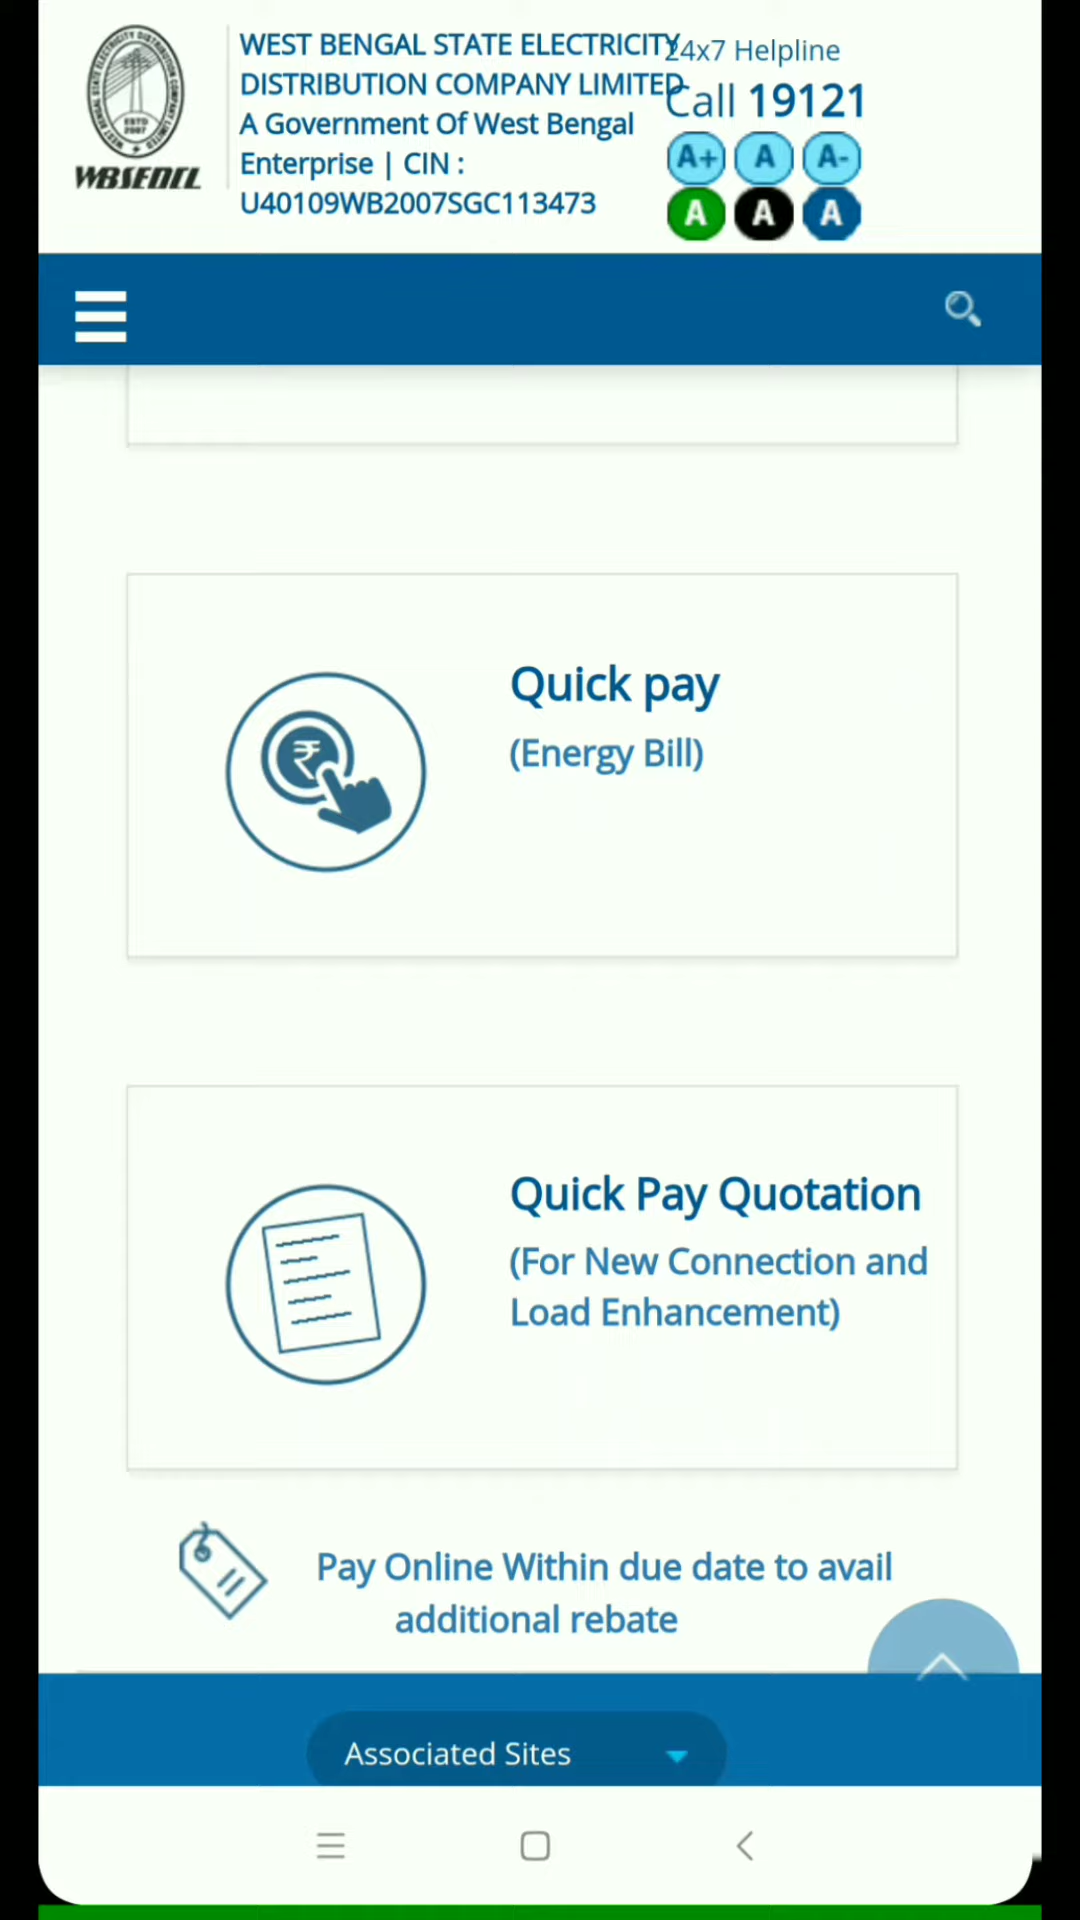 WEST BENGAL STATE ELECTRICITY
DISTRIBUTION COMPANY LIMITED
A Government Of West Bengal
Enterprise | CIN :
U40109WB2007SGC113473
WBSEDCL
ESTD
2007
24x7 Helpline
Call 19121
A+ A A-
A A A
Quick pay
(Energy Bill)
Quick Pay Quotation
(For New Connection and
Load Enhancement)
Pay Online Within due date to avail
additional rebate
Associated Sites